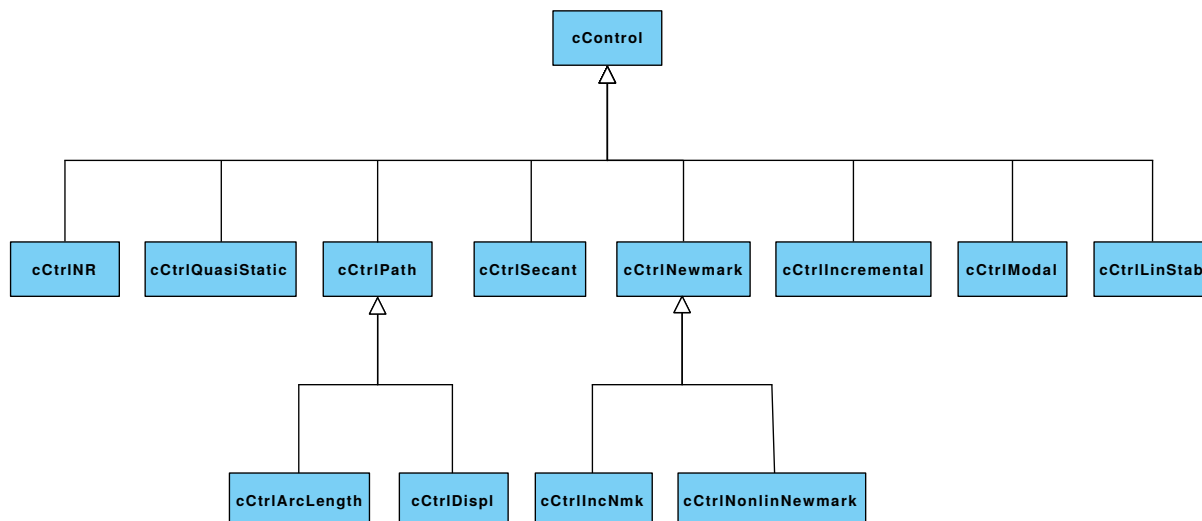 cControl
cCtrlNR
cCtrlQuasiStatic
cCtrlPath
cCtrlSecant
cCtrlNewmark
cCtrlIncremental
cCtrlModal
cCtrlLinStab
cCtrlArcLength
cCtrlDispl
cCtrlIncNmk
cCtrlNonlinNewmark